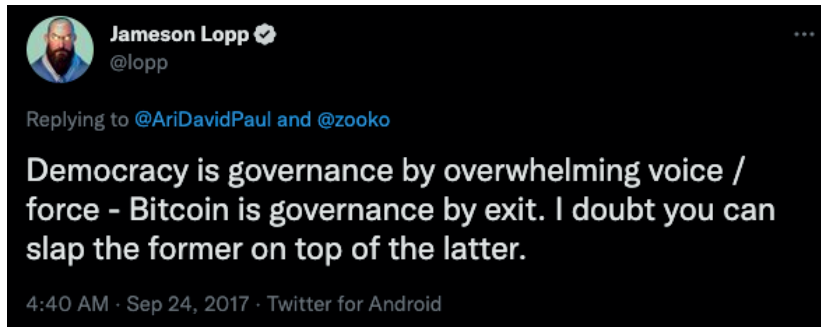 Jameson Lopp
@lopp
Replying to @AriDavidPaul and @zooko
Democracy is governance by overwhelming voice /
force - Bitcoin is governance by exit. I doubt you can
slap the former on top of the latter.
4:40 AM · Sep 24, 2017 · Twitter for Android